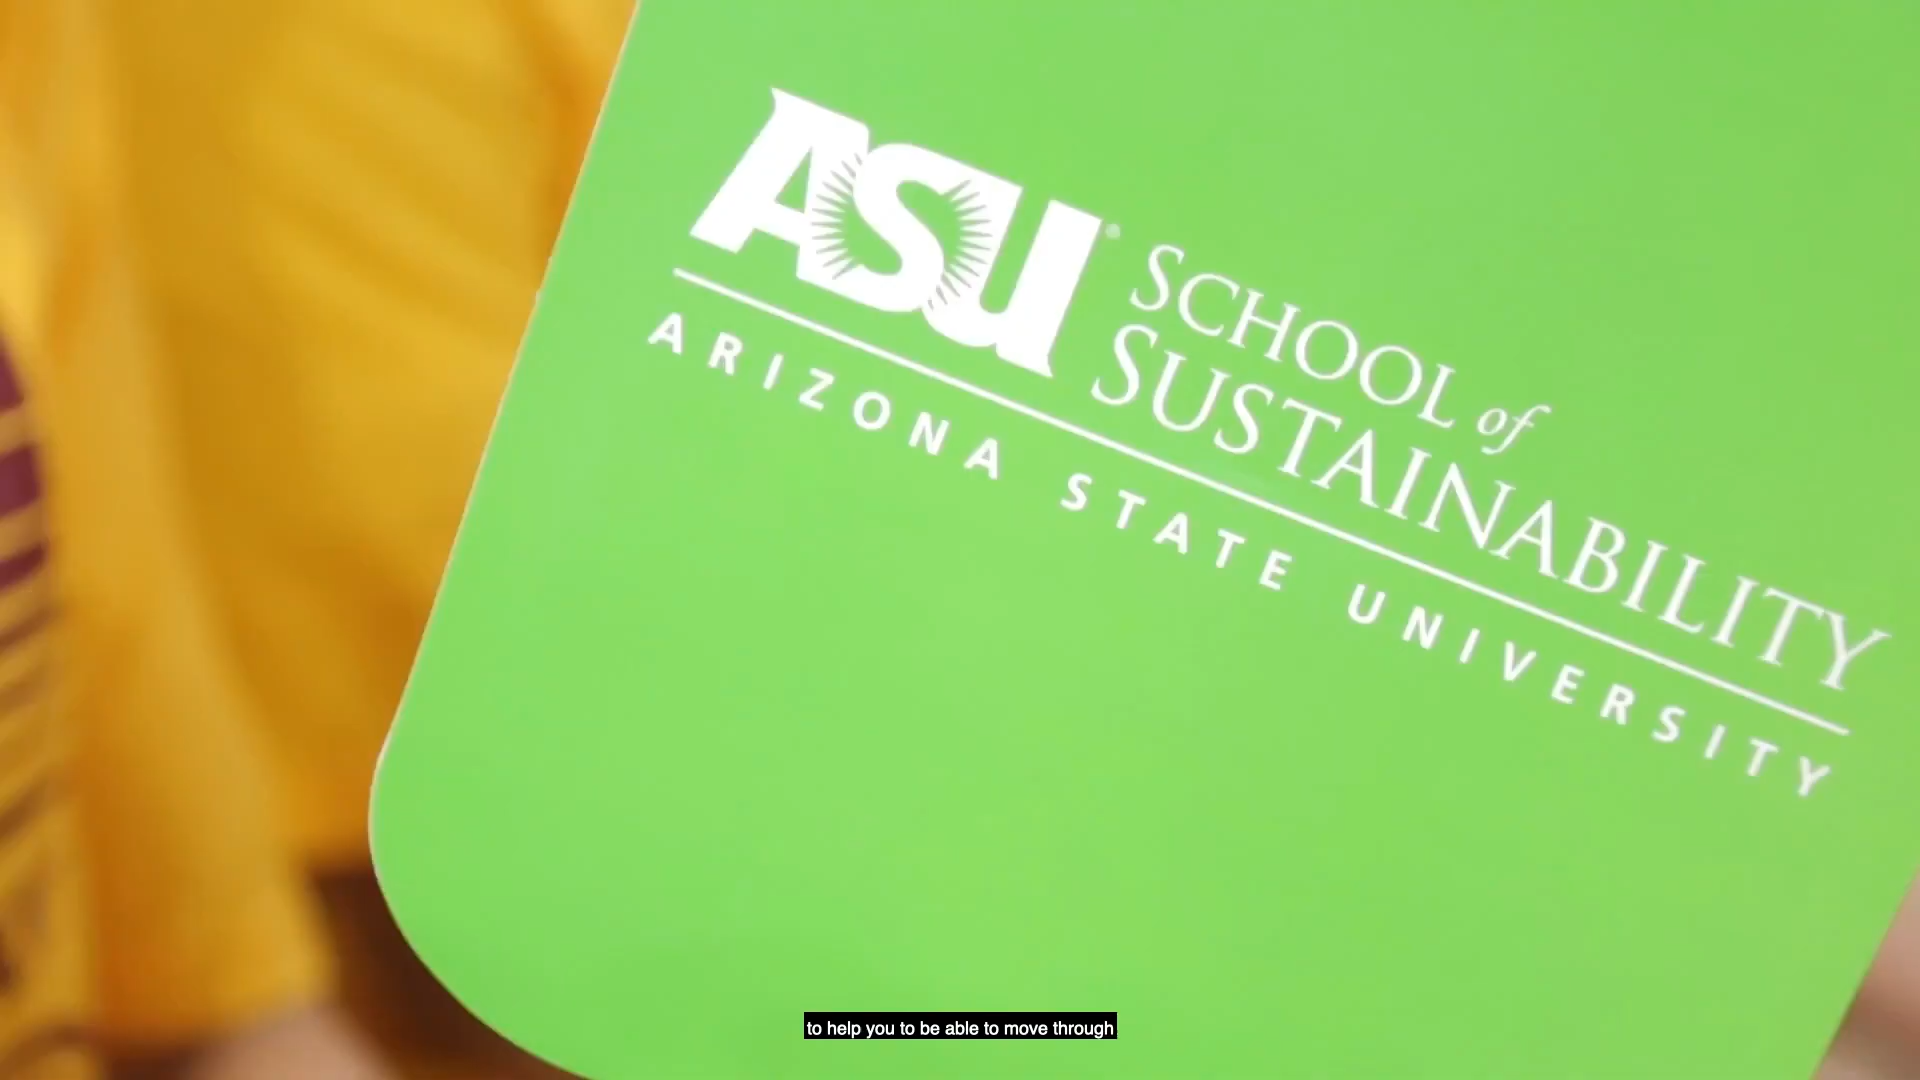 ASU
SCHOOL of
SUSTAINABILITY
ARIZONA STATE UNIVERSITY
to help you to be able to move through